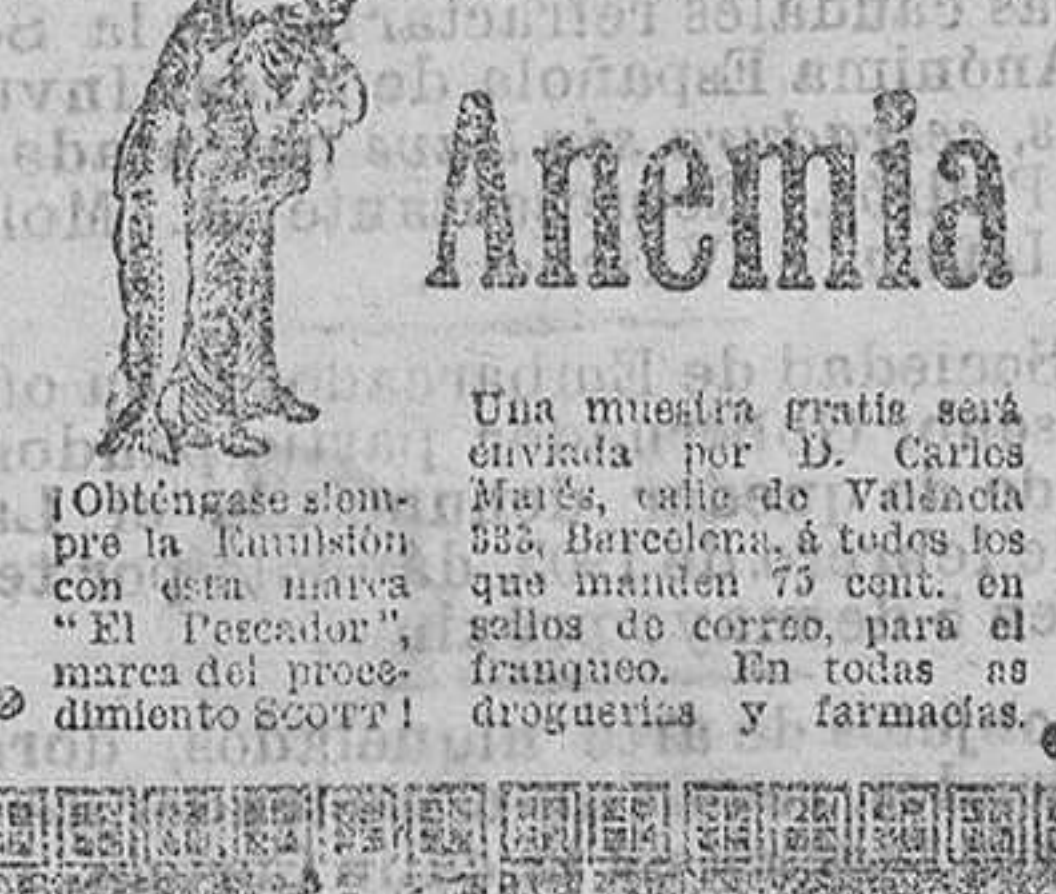 Anemia
¡Obténgase siem-
pre la Emulsión
con esta marca
“El Pescador”,
marca del proce-
dimiento SCOTT!
Una muestra gratis será
enviada por D. Carlos
Marés, calle de Valencia
333, Barcelona, á todos los
que manden 75 cent. en
sellos de correo, para el
franqueo. En todas as
droguerias y farmacias.